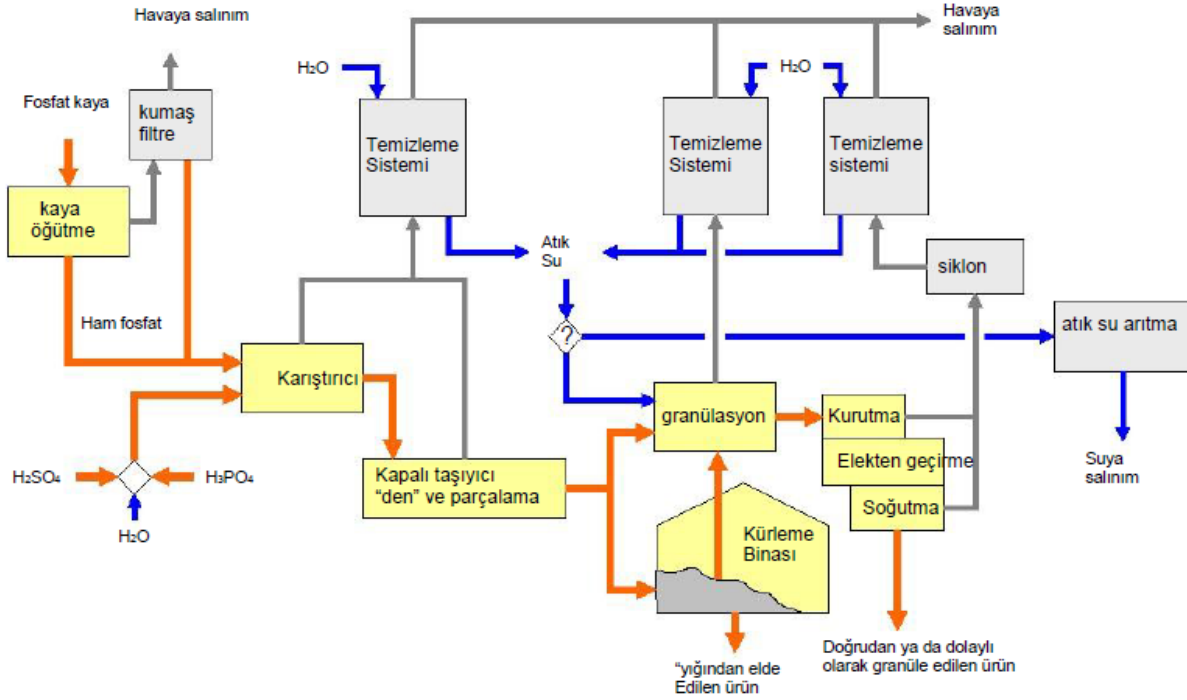 Havaya salınım
Havaya
salınım
H₂O
H₂O
Fosfat kaya
kumaş
filtre
Temizleme
Sistemi
Temizleme
Sistemi
Temizleme
sistemi
kaya
öğütme
Atık
Su
siklon
Ham fosfat
?
atık su arıtma
Karıştırıcı
granülasyon
Kurutma
Elekten geçirme
Soğutma
Kapalı taşıyıcı
“den” ve parçalama
H₂SO₄
H₃PO₄
H₂O
Suya
salınım
Kürleme
Binası
“yığından elde
Edilen ürün
Doğrudan ya da dolaylı
olarak granüle edilen ürün